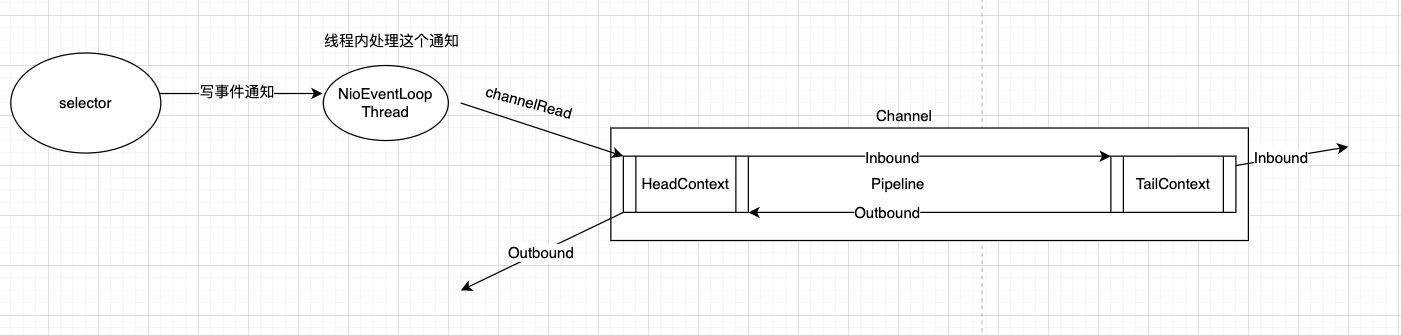 线程内处理这个通知
selector
写事件通知
NioEventLoop
Thread
channelRead
Channel
HeadContext
Inbound
Pipeline
Outbound
TailContext
Inbound
Outbound